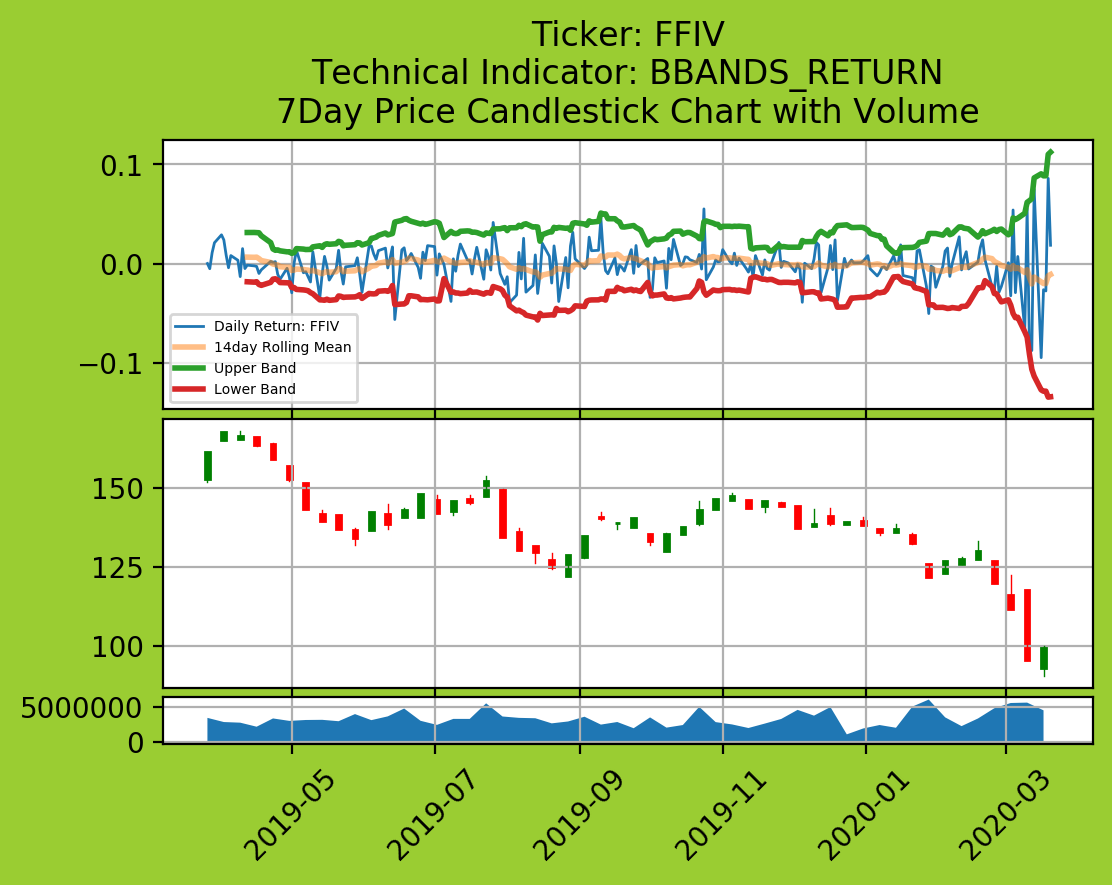 Ticker: FFIV
Technical Indicator: BBANDS_RETURN
7Day Price Candlestick Chart with Volume
0.1
0.0
−0.1
Daily Return: FFIV
14day Rolling Mean
Upper Band
Lower Band
150
125
100
5000000
0
2019-05
2019-07
2019-09
2019-11
2020-01
2020-03